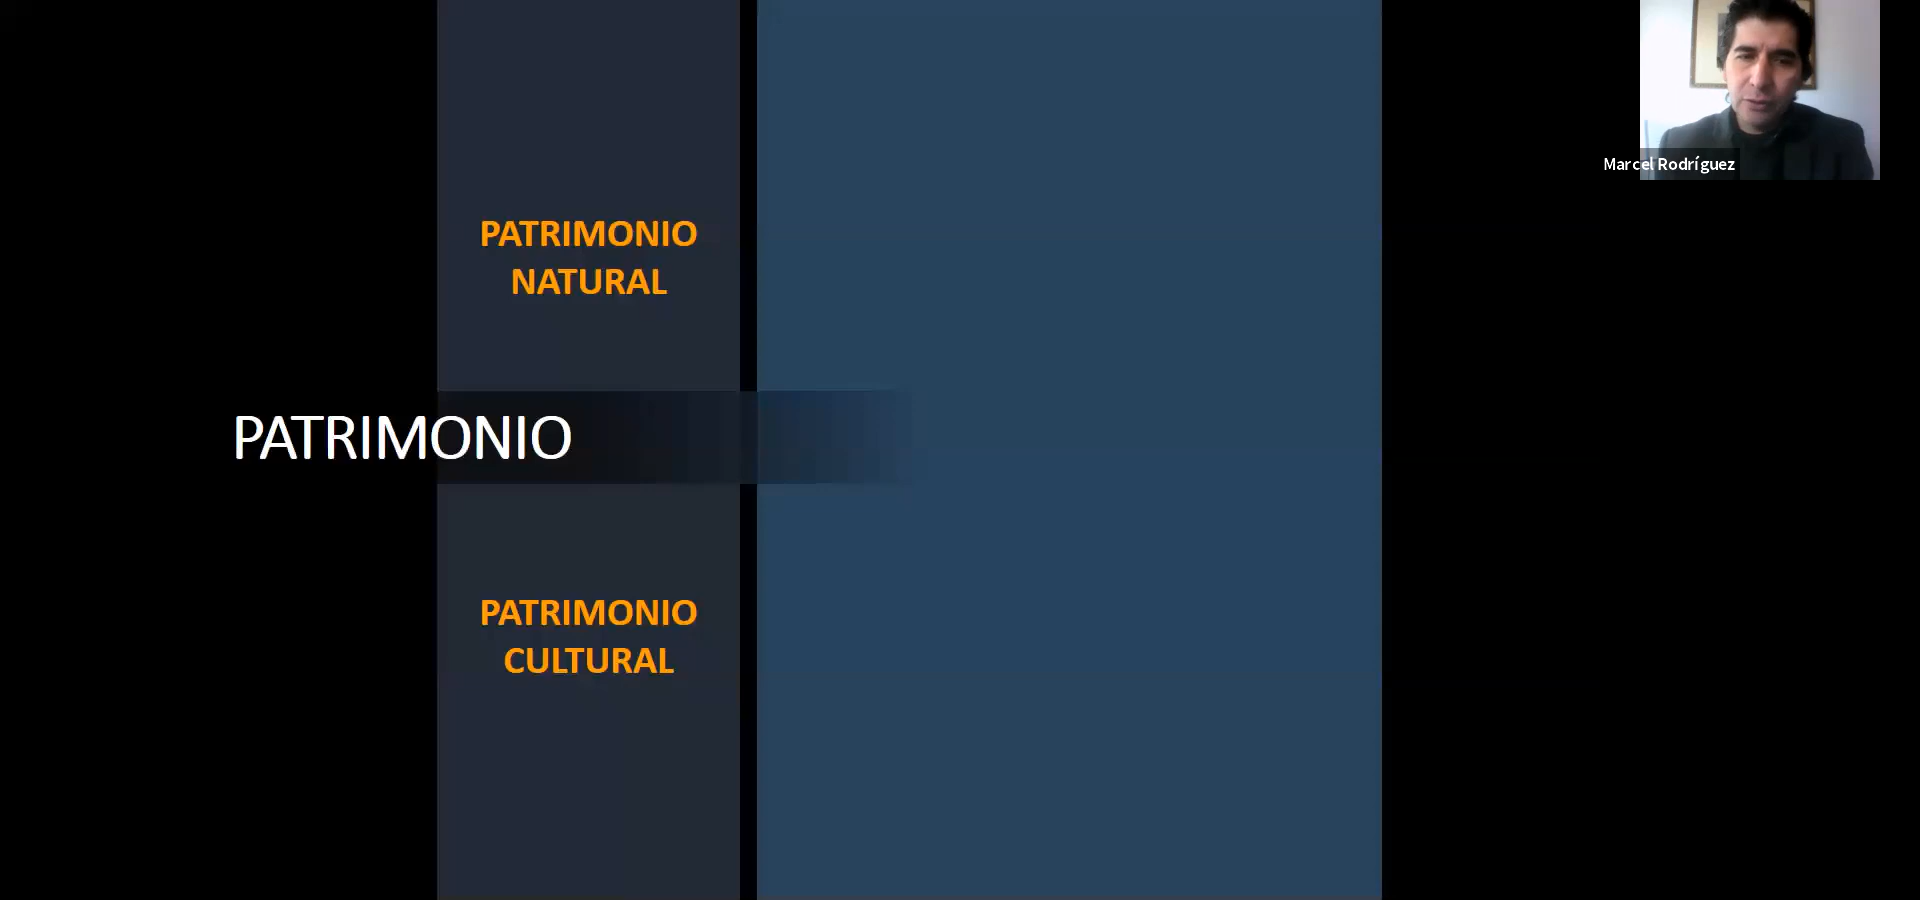 PATRIMONIO
NATURAL
PATRIMONIO
PATRIMONIO
CULTURAL
Marcel Rodríguez